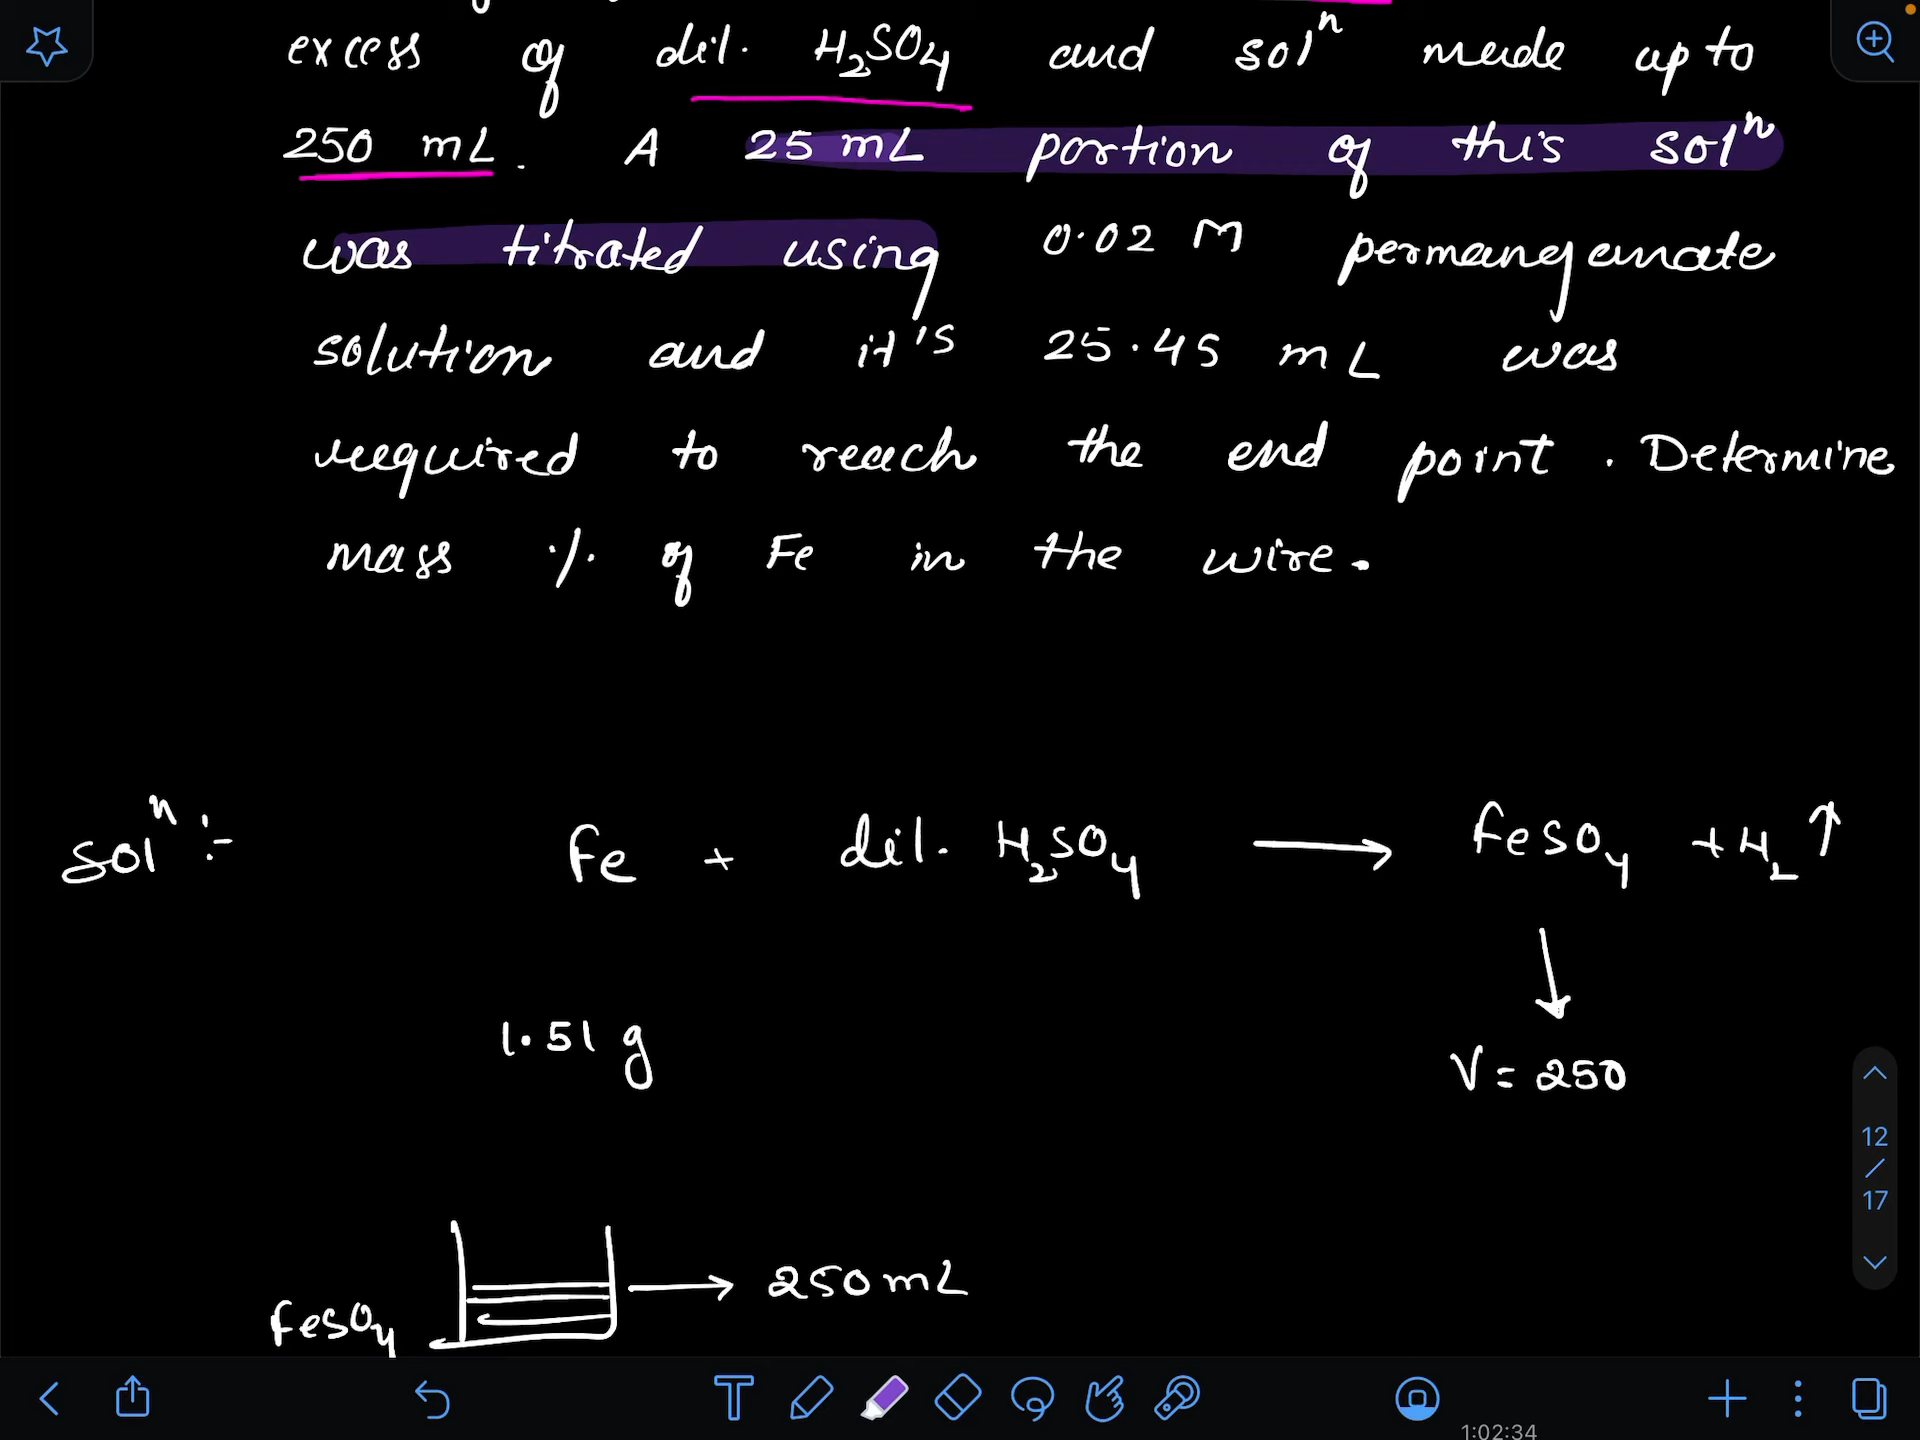 excess of dil. H₂SO₄ and solⁿ made up to
250 mL. A 25 mL portion of this solⁿ
was titrated using 0.02 M permanganate
solution and it's 25.45 mL was
required to reach the end point. Determine
mass % of Fe in the wire.
solⁿ :- Fe + dil. H₂SO₄ ⟶ FeSO₄ + H₂ ↑
1.51 g
V = 250
FeSO₄ → 250 mL
12
/
17
T
1:02:34